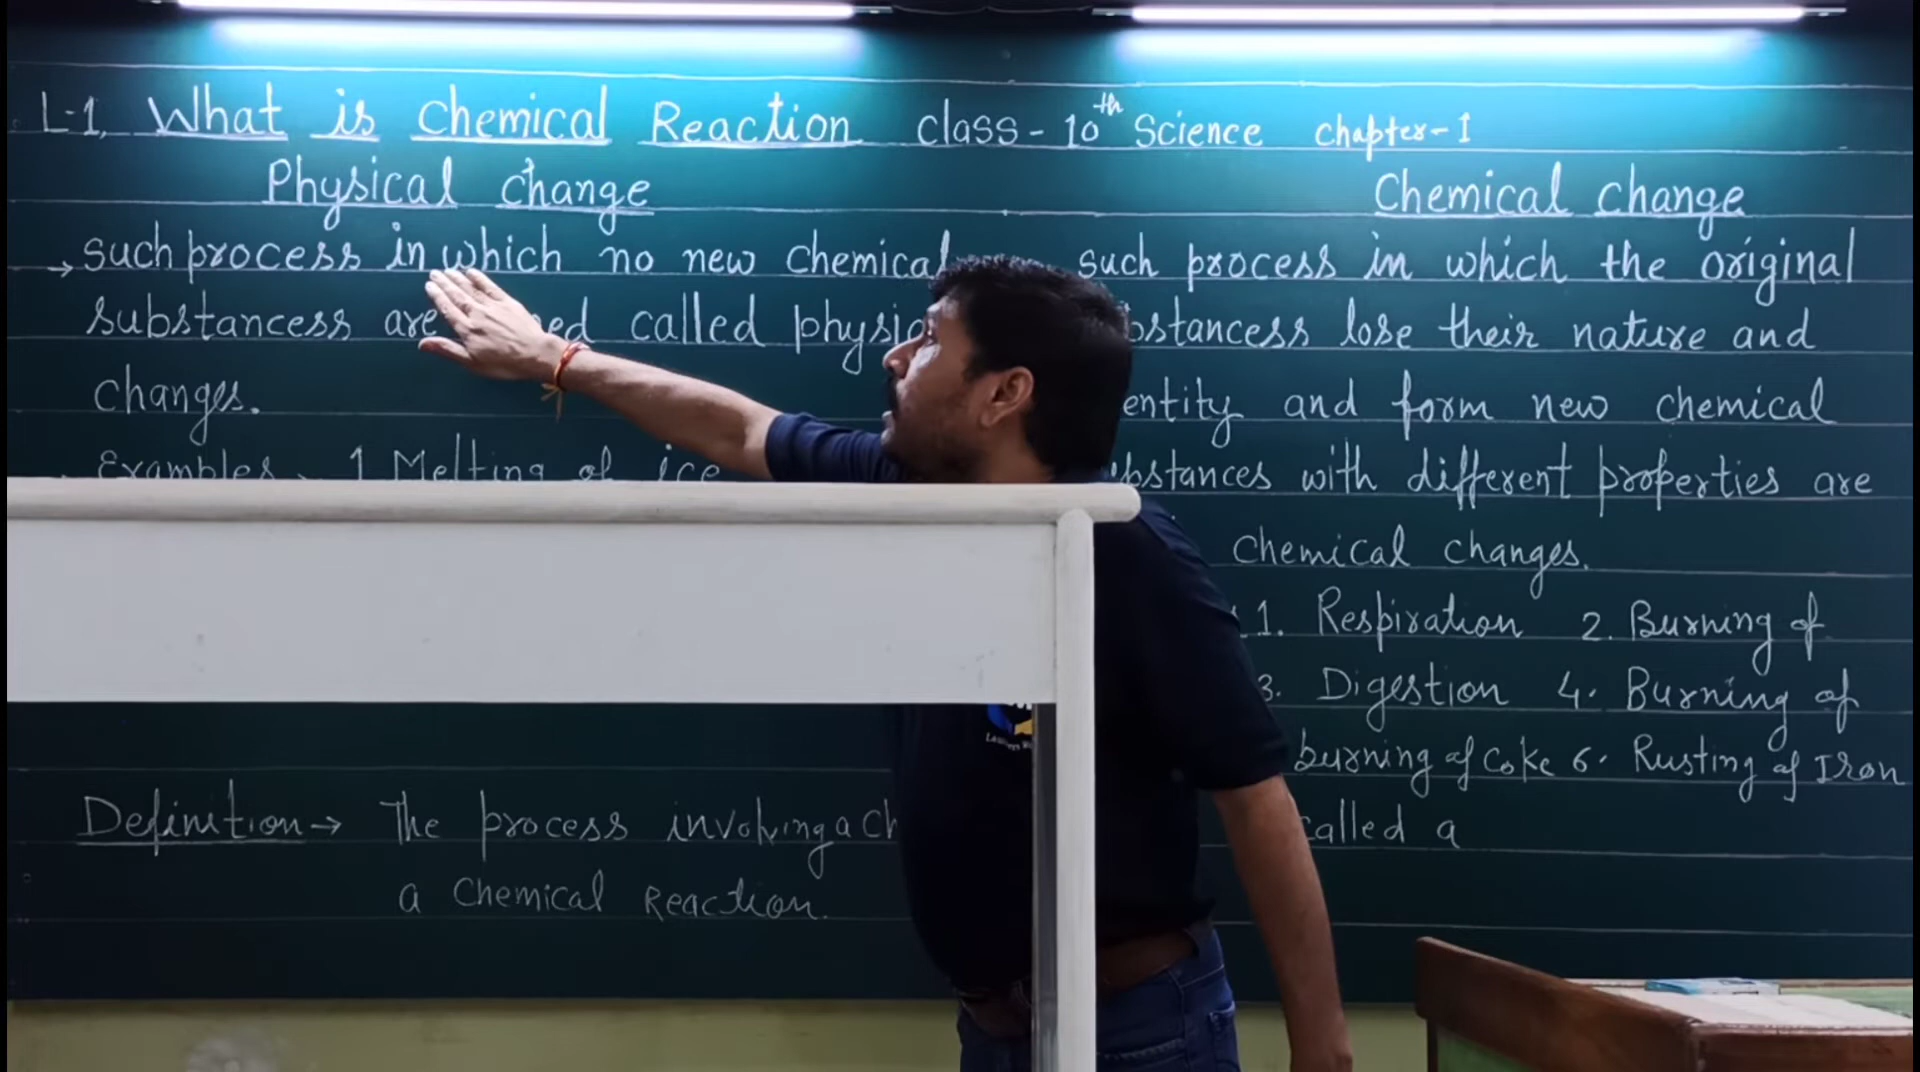 L-1. What is Chemical Reaction class - 10th Science chapter - 1
Physical change
→ such process in which no new chemical
substancess are called physic
changes.
Examples 1 Melting of ice
Definition → The process involving a ch
a chemical Reaction.
Chemical change
such process in which the original
bstancess lose their nature and
entity and form new chemical
bstances with different properties are
chemical changes.
1. Respiration 2. Burning of
3. Digestion 4. Burning of
burning of Coke 6. Rusting of Iron
called a